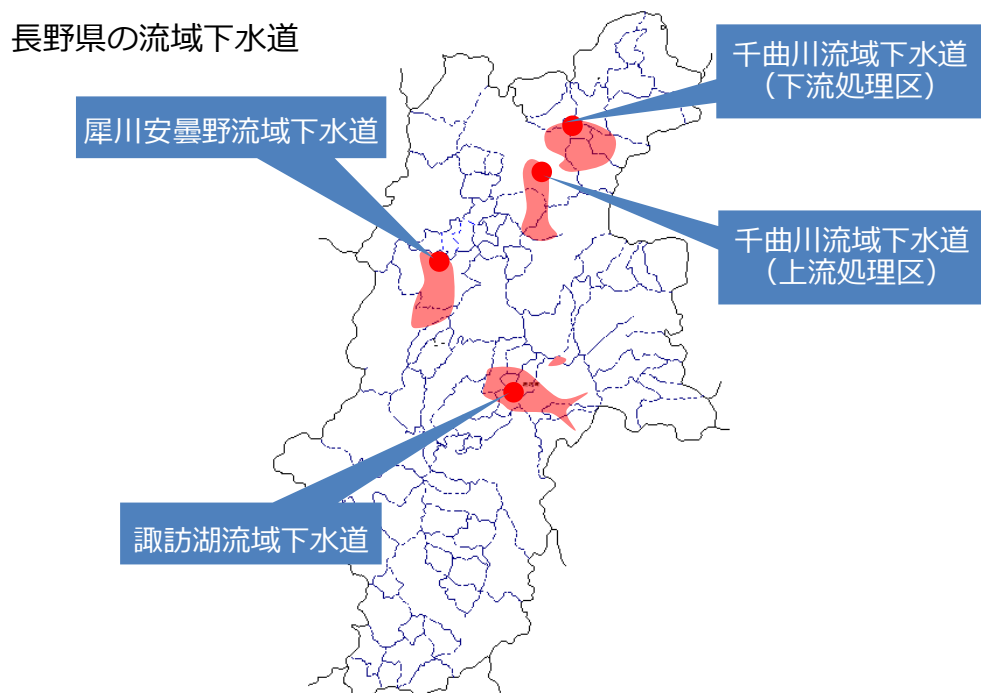 長野県の流域下水道
千曲川流域下水道
（下流処理区）
犀川安曇野流域下水道
千曲川流域下水道
（上流処理区）
諏訪湖流域下水道